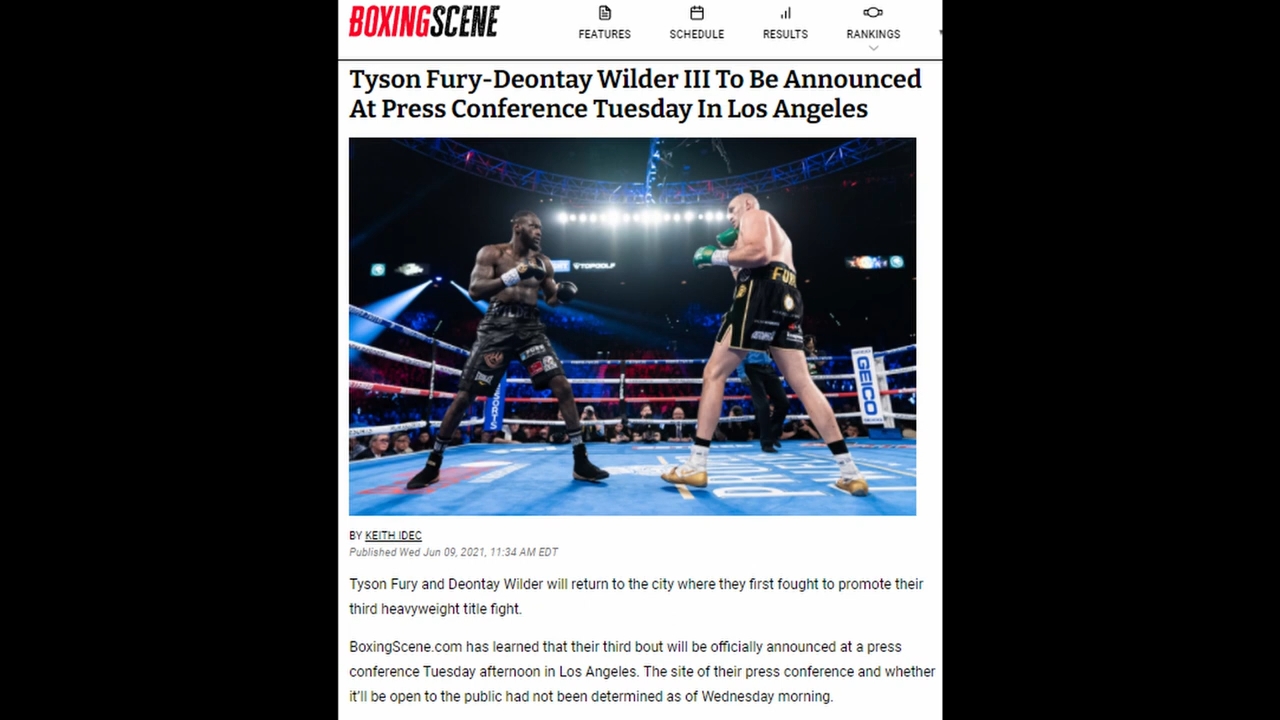 BOXINGSCENE
FEATURES
SCHEDULE
RESULTS
RANKINGS
Tyson Fury-Deontay Wilder III To Be Announced
At Press Conference Tuesday In Los Angeles
TOPGOLF
FURY
WILDER
GEICO
BY KEITH IDEC
Published Wed Jun 09, 2021, 11:34 AM EDT
Tyson Fury and Deontay Wilder will return to the city where they first fought to promote their
third heavyweight title fight.
BoxingScene.com has learned that their third bout will be officially announced at a press
conference Tuesday afternoon in Los Angeles. The site of their press conference and whether
it'll be open to the public had not been determined as of Wednesday morning.